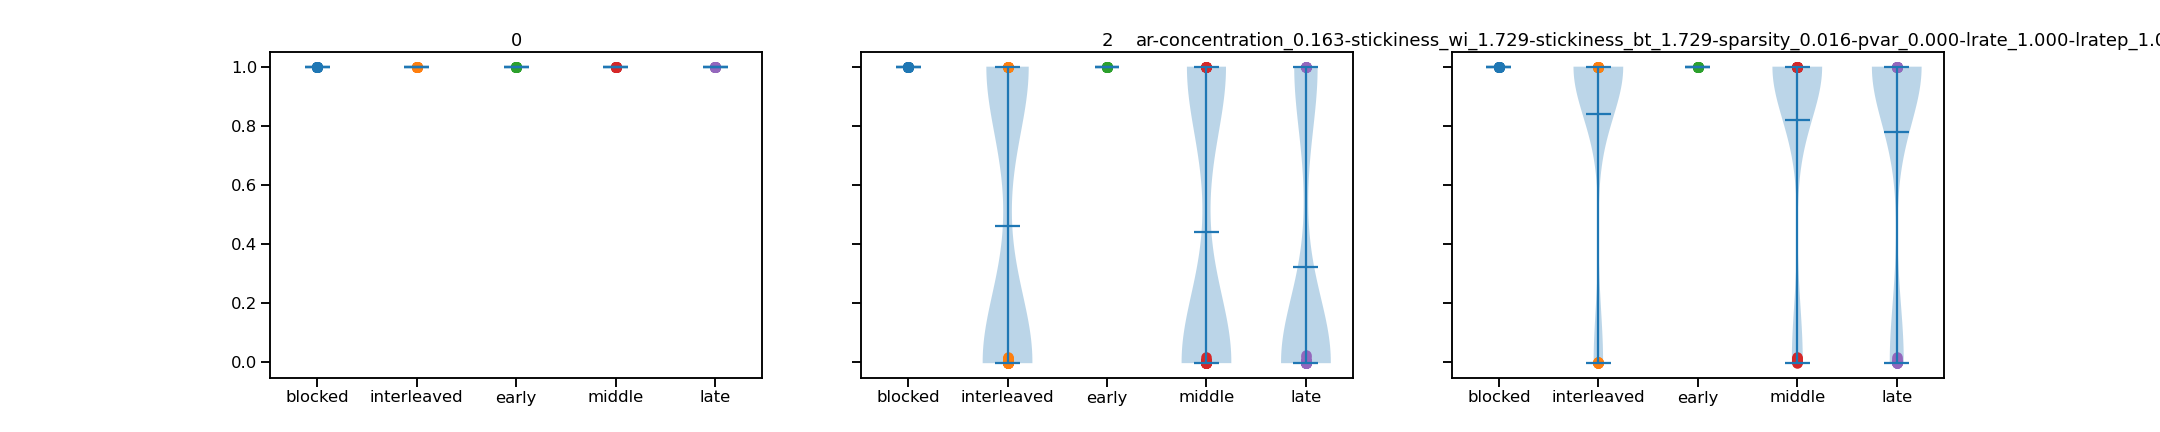 0
2 ar-concentration_0.163-stickiness_wi_1.729-stickiness_bt_1.729-sparsity_0.016-pvar_0.000-lrate_1.000-lratep_1.0
1.0
0.8
0.6
0.4
0.2
0.0
blocked interleaved early middle late
blocked interleaved early middle late
blocked interleaved early middle late